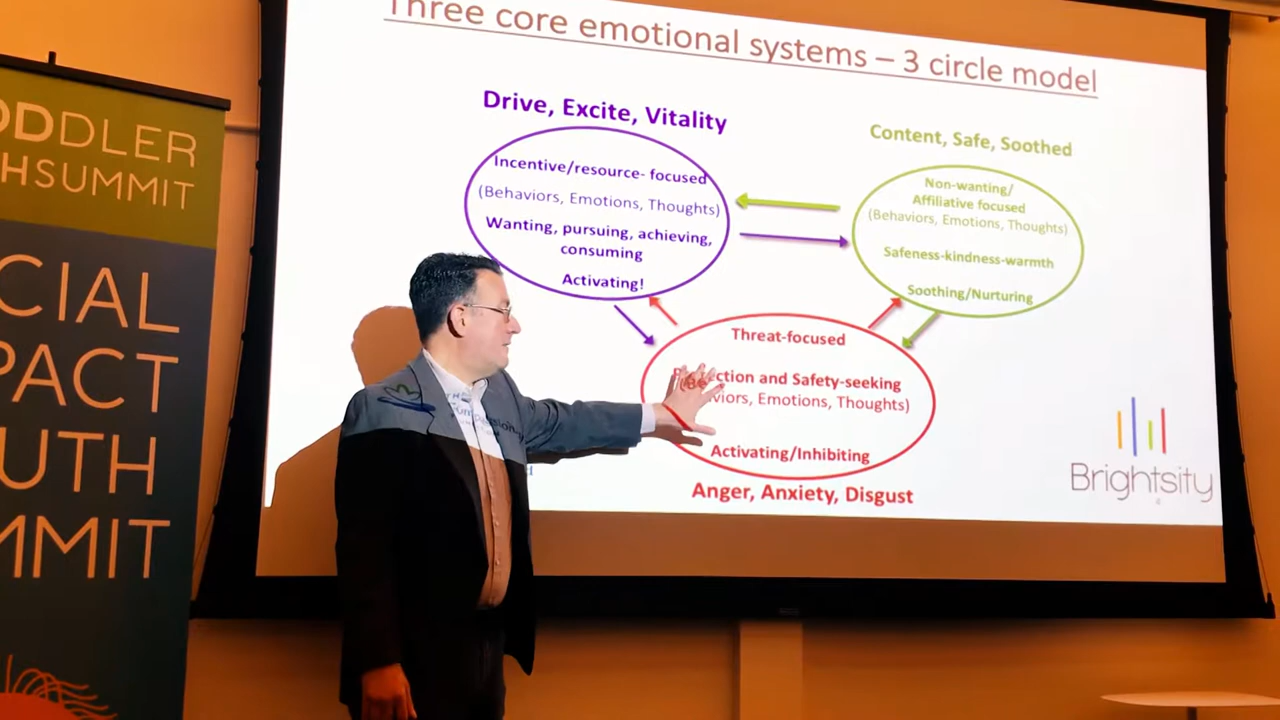 ODDLER
HSUMMIT
CIAL
PACT
UTH
MMIT
Three core emotional systems – 3 circle model
Drive, Excite, Vitality
Incentive/resource- focused
(Behaviors, Emotions, Thoughts)
Wanting, pursuing, achieving,
consuming
Activating!
Content, Safe, Soothed
Non-wanting/
Affiliative focused
(Behaviors, Emotions, Thoughts)
Safeness-kindness-warmth
Soothing/Nurturing
Threat-focused
and Safety-seeking
Emotions, Thoughts)
Activating/Inhibiting
Anger, Anxiety, Disgust
Brightsity